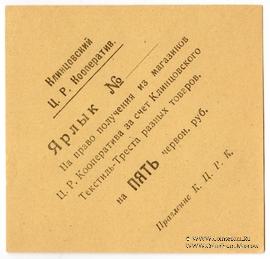 Клинцовский
Ц. Р. Кооператив.
Ярлык №
На право получения из магазинов
Ц. Р. Кооператива за счет Клинцовского
Текстиль-Треста разных товаров.
на ПЯТЬ червон. руб.
Правление К. Ц. Р. К.